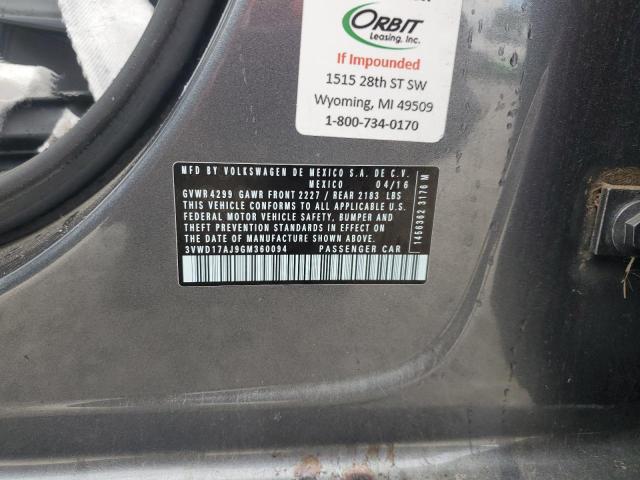 ORBIT
Leasing, Inc.
If Impounded
1515 28th ST SW
Wyoming, MI 49509
1-800-734-0170
MFD BY VOLKSWAGEN DE MEXICO S.A. DE C.V.
MEXICO 04/16
GVWR 4299 GAWR FRONT 2227 / REAR 2183 LBS
THIS VEHICLE CONFORMS TO ALL APPLICABLE U.S.
FEDERAL MOTOR VEHICLE SAFETY, BUMPER AND
THEFT PREVENTION STANDARDS IN EFFECT ON
THE DATE OF MANUFACTURE SHOWN ABOVE.
3VWD17AJ9GM360094 PASSENGER CAR
1456382 3176 M